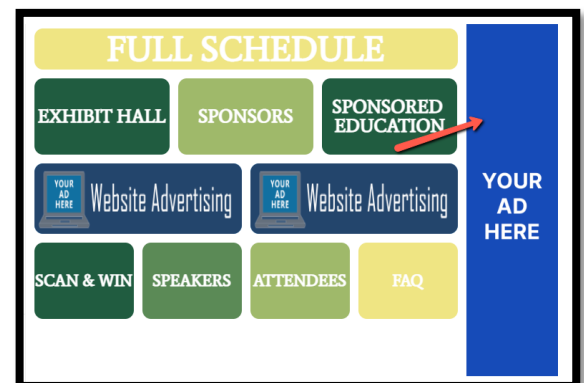 FULL SCHEDULE
EXHIBIT HALL
SPONSORS
SPONSORED
EDUCATION
YOUR
AD
HERE
Website Advertising
YOUR
AD
HERE
Website Advertising
YOUR
AD
HERE
SCAN & WIN
SPEAKERS
ATTENDEES
FAQ